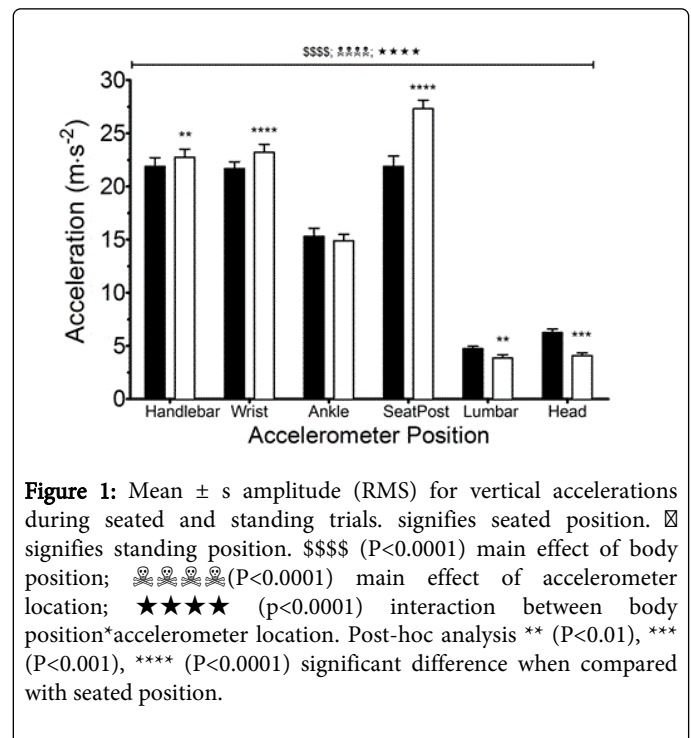 $$$$; ☠☠☠☠; ★★★★
30
25
20
15
10
5
0
Acceleration (m·s-2)
**
****
****
**
***
Handlebar Wrist Ankle SeatPost Lumbar Head
Accelerometer Position
Figure 1: Mean ± s amplitude (RMS) for vertical accelerations
during seated and standing trials. signifies seated position. 
signifies standing position. $$$$ (P<0.0001) main effect of body
position; ☠☠☠☠(P<0.0001) main effect of accelerometer
location; ★★★★ (p<0.0001) interaction between body
position*accelerometer location. Post-hoc analysis ** (P<0.01), ***
(P<0.001), **** (P<0.0001) significant difference when compared
with seated position.